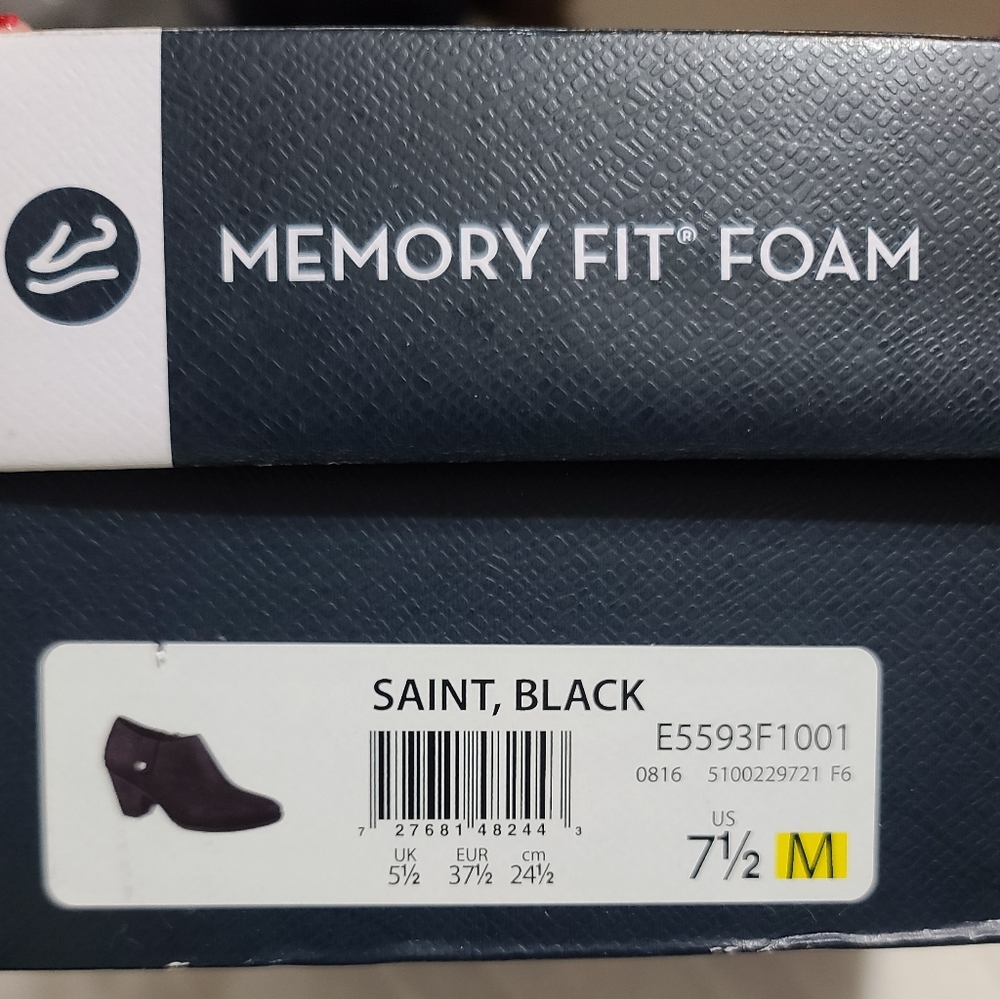 MEMORY FIT® FOAM
SAINT, BLACK
E5593F1001
0816 5100229721 F6
7 27681 48244 3
UK EUR cm
5½ 37½ 24½
US
7½ M